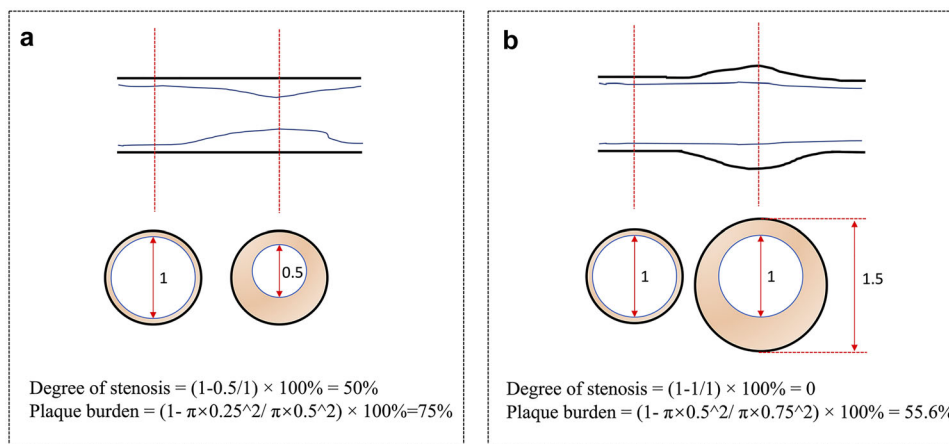 a
1
0.5
Degree of stenosis = (1-0.5/1) × 100% = 50%
Plaque burden = (1- π×0.25^2/ π×0.5^2) × 100%=75%
b
1
1
1.5
Degree of stenosis = (1-1/1) × 100% = 0
Plaque burden = (1- π×0.5^2/ π×0.75^2) × 100% = 55.6%